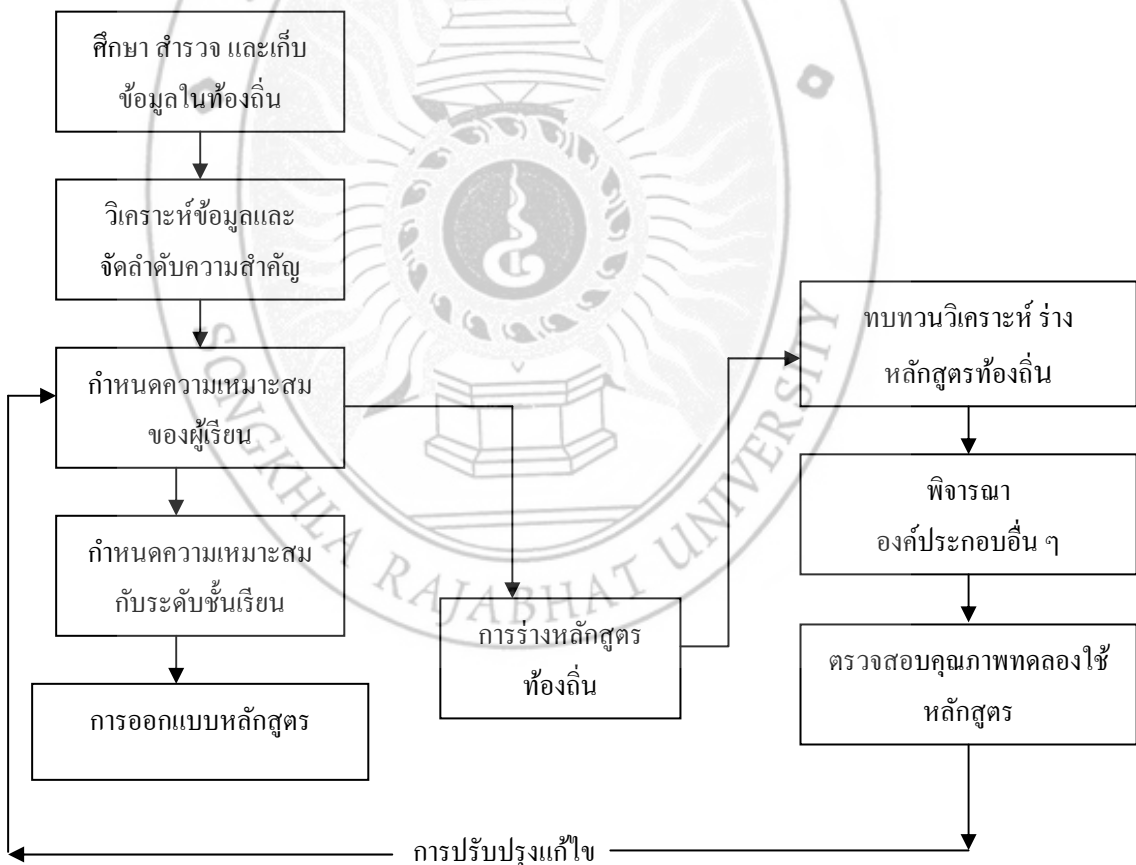 ศึกษา สำรวจ และเก็บ
ข้อมูลในท้องถิ่น
วิเคราะห์ข้อมูลและ
จัดลำดับความสำคัญ
กำหนดความเหมาะสม
ของผู้เรียน
กำหนดความเหมาะสม
กับระดับชั้นเรียน
การออกแบบหลักสูตร
การร่างหลักสูตร
ท้องถิ่น
ทบทวนวิเคราะห์ ร่าง
หลักสูตรท้องถิ่น
พิจารณา
องค์ประกอบอื่น ๆ
ตรวจสอบคุณภาพทดลองใช้
หลักสูตร
การปรับปรุงแก้ไข
SONGKHLA RAJABHAT UNIVERSITY